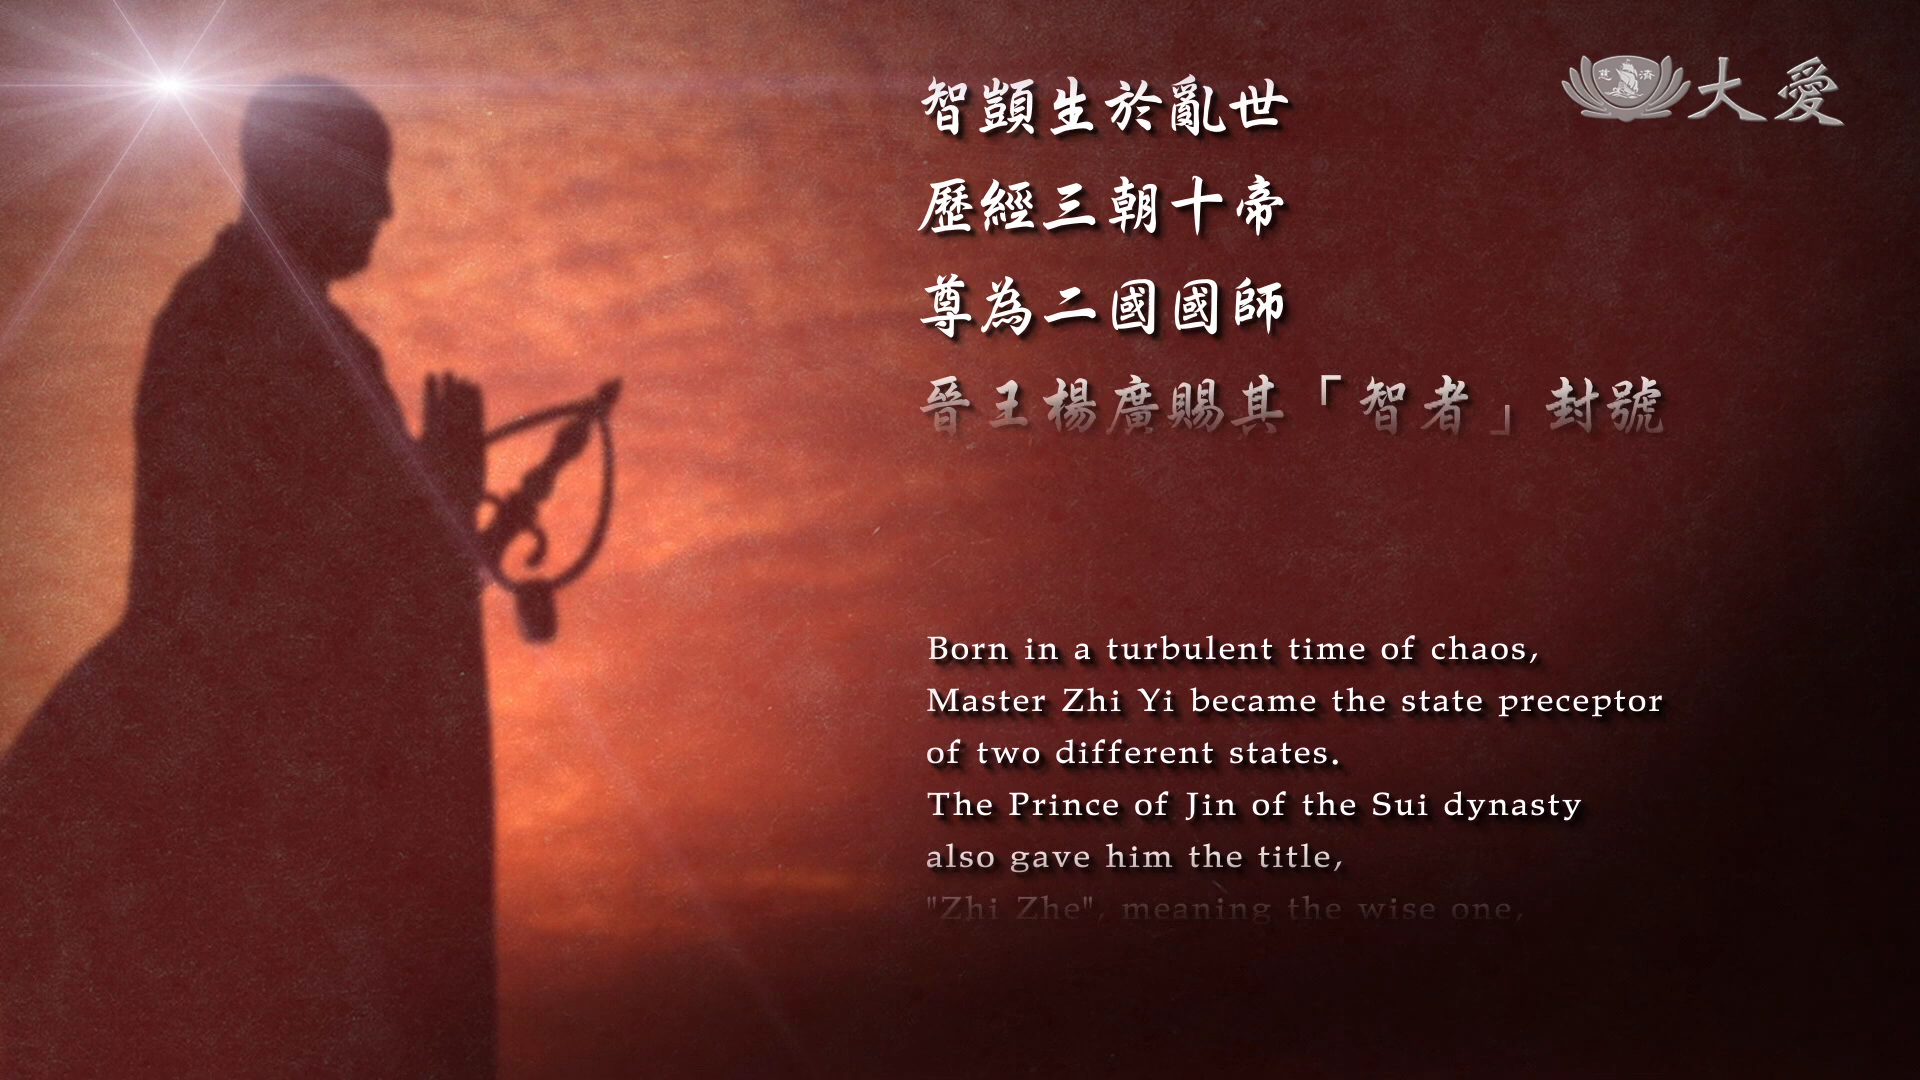 智顗生於亂世
歷經三朝十帝
尊為二國國師
晉王楊廣賜其「智者」封號
慈濟
大愛
Born in a turbulent time of chaos,
Master Zhi Yi became the state preceptor
of two different states.
The Prince of Jin of the Sui dynasty
also gave him the title,
"Zhi Zhe", meaning the wise one,